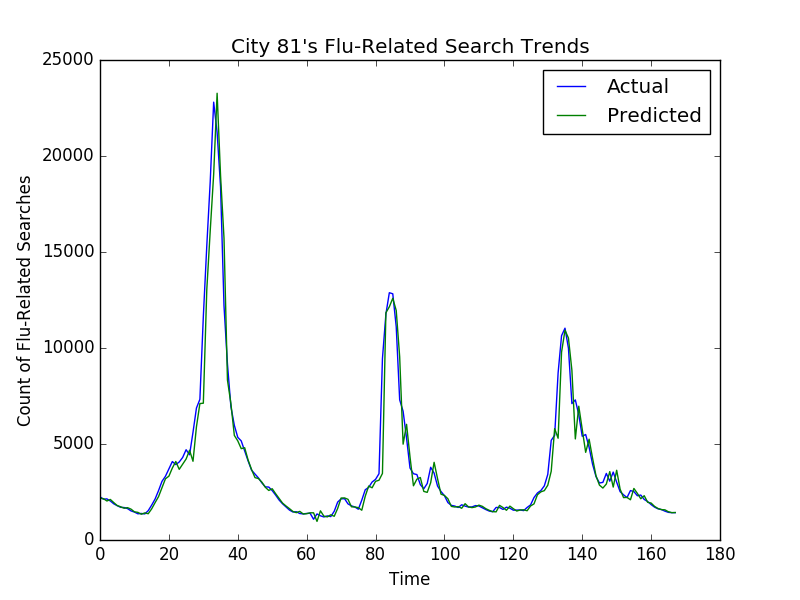 City 81's Flu-Related Search Trends
25000
20000
15000
10000
5000
0
Count of Flu-Related Searches
Actual
Predicted
0 20 40 60 80 100 120 140 160 180
Time